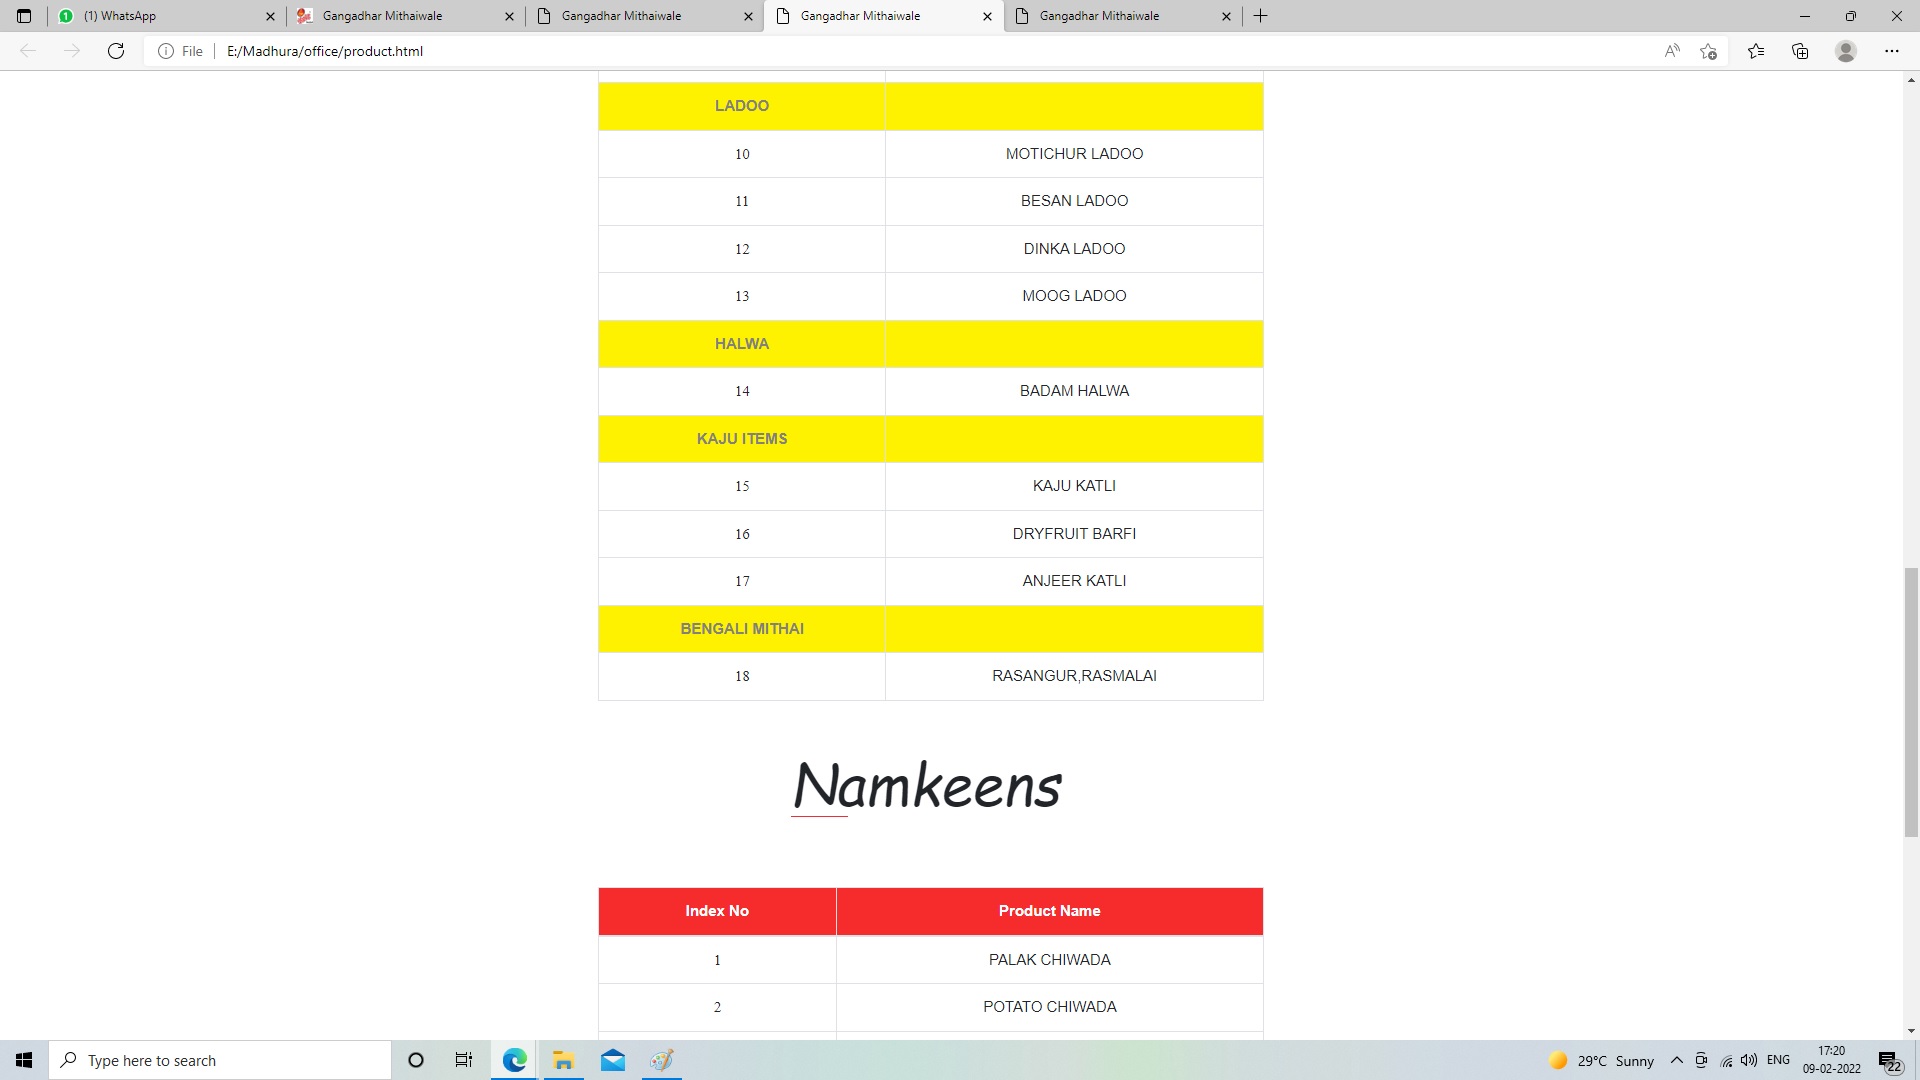 (1) WhatsApp
Gangadhar Mithaiwale
Gangadhar Mithaiwale
Gangadhar Mithaiwale
Gangadhar Mithaiwale
File
E:/Madhura/office/product.html
LADOO
10 MOTICHUR LADOO
11 BESAN LADOO
12 DINKA LADOO
13 MOOG LADOO
HALWA
14 BADAM HALWA
KAJU ITEMS
15 KAJU KATLI
16 DRYFRUIT BARFI
17 ANJEER KATLI
BENGALI MITHAI
18 RASANGUR,RASMALAI
Namkeens
Index No Product Name
1 PALAK CHIWADA
2 POTATO CHIWADA
Type here to search
29°C Sunny
ENG
17:20
09-02-2022
22